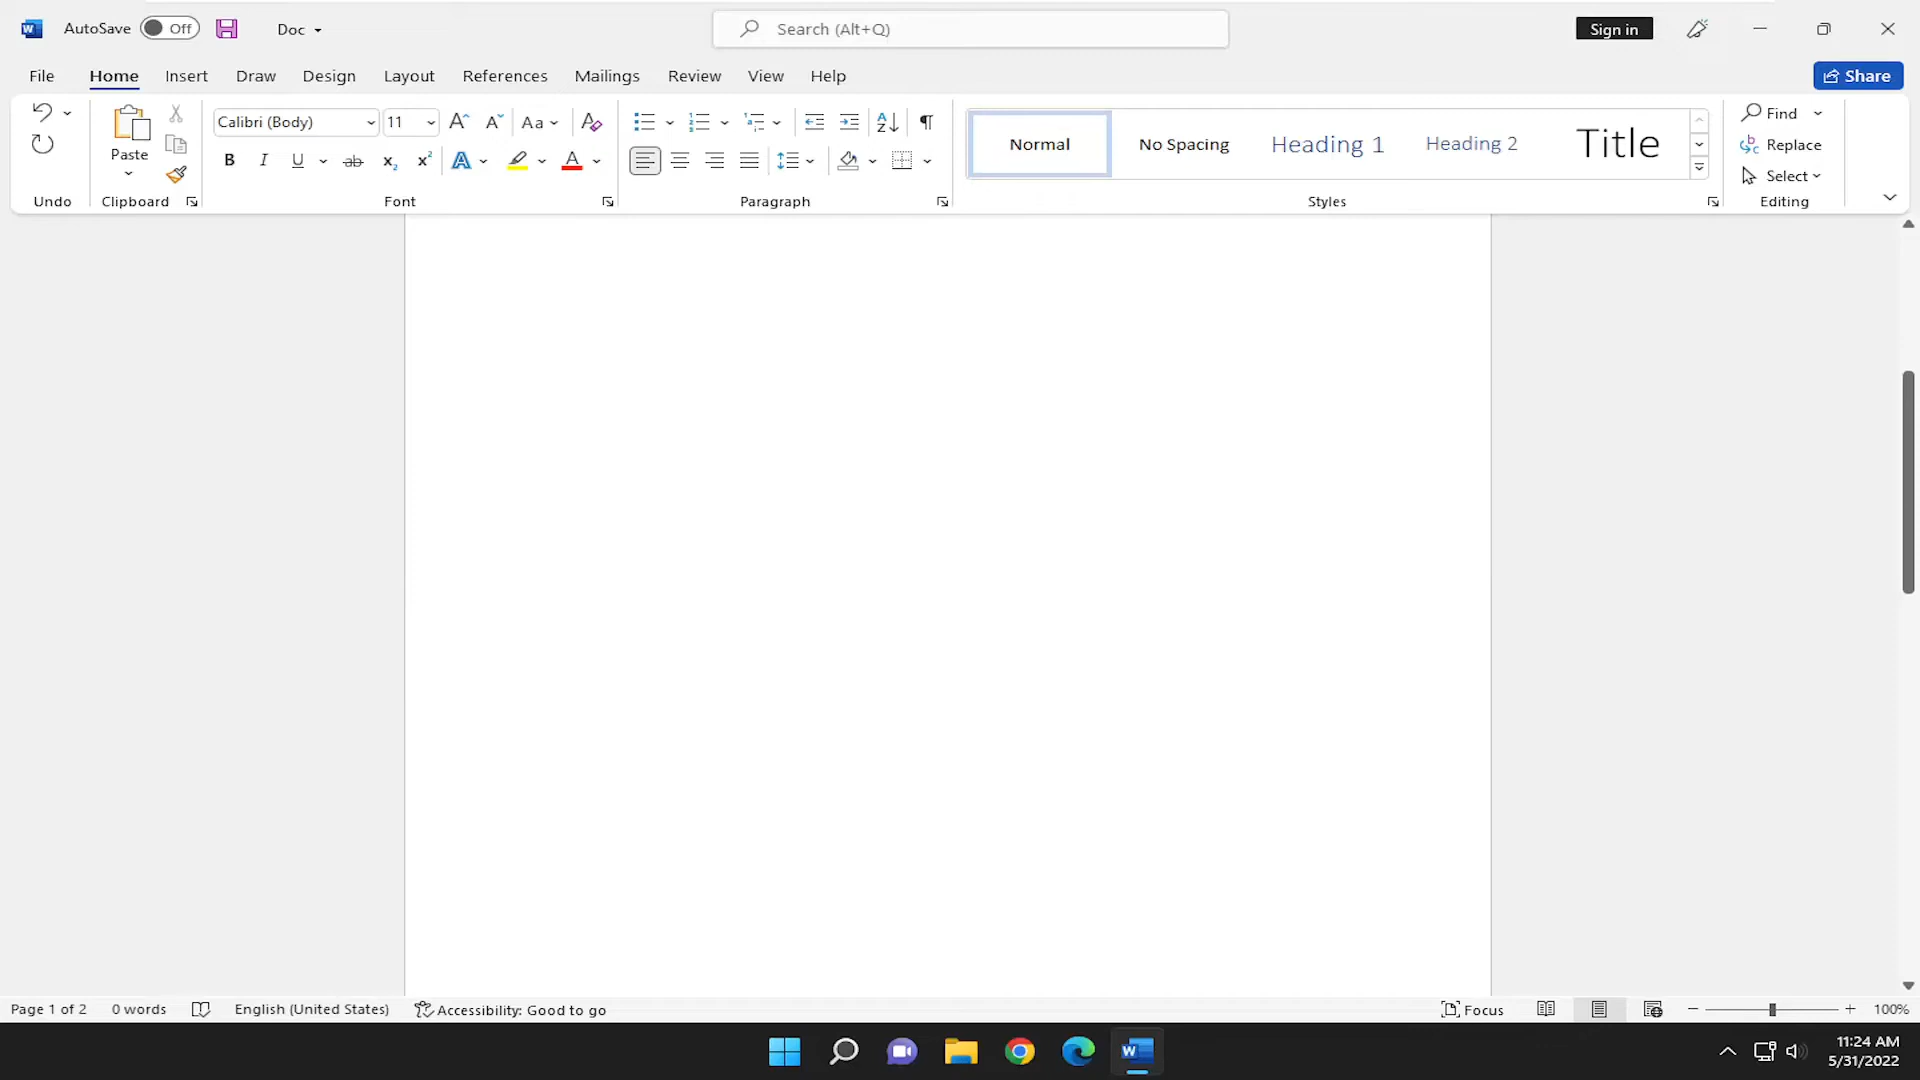 AutoSave Off Doc Search (Alt+Q) Sign in
File Home Insert Draw Design Layout References Mailings Review View Help Share
Calibri (Body) 11 Aa Normal No Spacing Heading 1 Heading 2 Title Find
Paste B I U ab x₂ x² A A Replace
Select
Undo Clipboard Font Paragraph Styles Editing
Page 1 of 2 0 words English (United States) Accessibility: Good to go Focus 100%
11:24 AM
5/31/2022